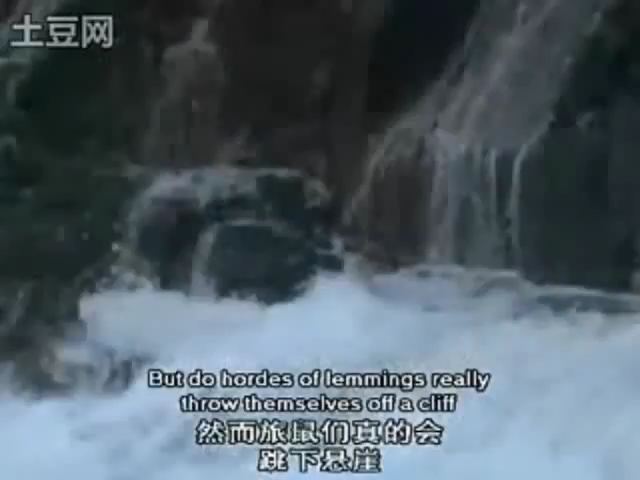 土豆网
But do hordes of lemmings really
throw themselves off a cliff
然而旅鼠们真的会
跳下悬崖